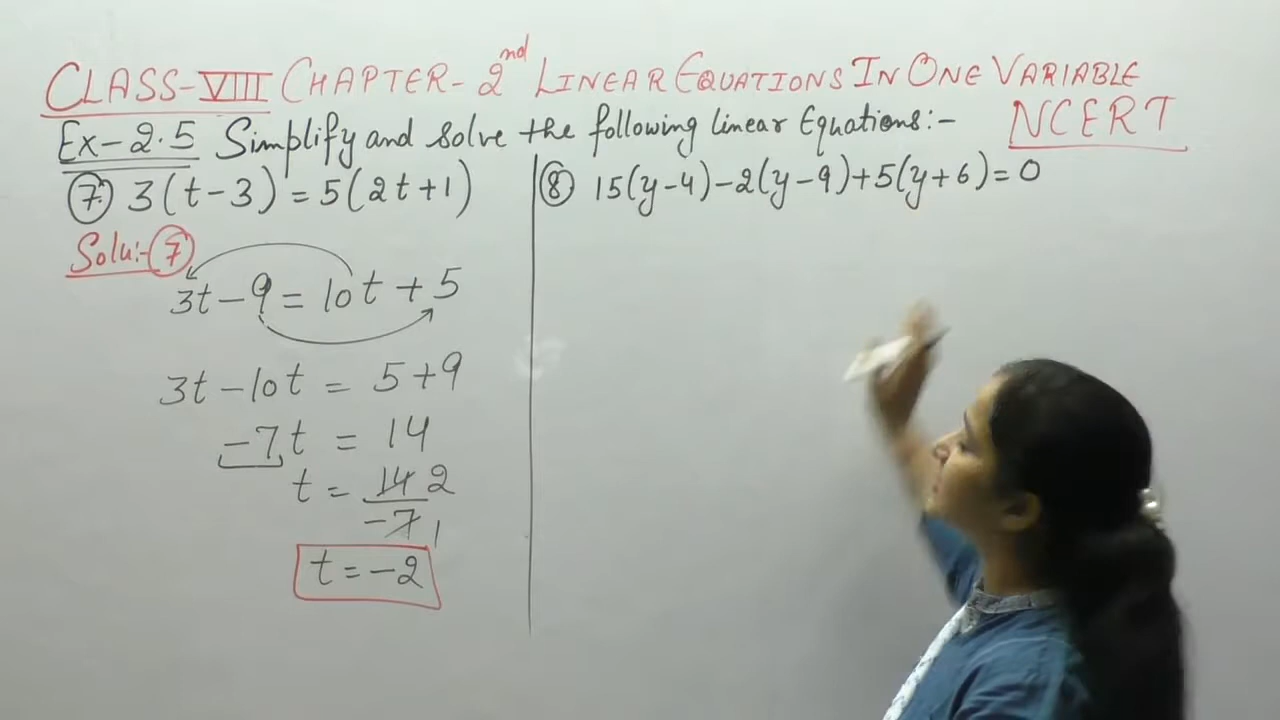 CLASS-VIII CHAPTER-2nd LINEAR EQUATIONS IN ONE VARIABLE
NCERT
Ex-2.5 Simplify and solve the following linear Equations:-
⑦ 3(t-3)=5(2t+1)
Solu:-⑦
3t-9=10t+5
3t-10t=5+9
-7t=14
t=14/-7 2 1
t=-2
⑧ 15(y-4)-2(y-9)+5(y+6)=0